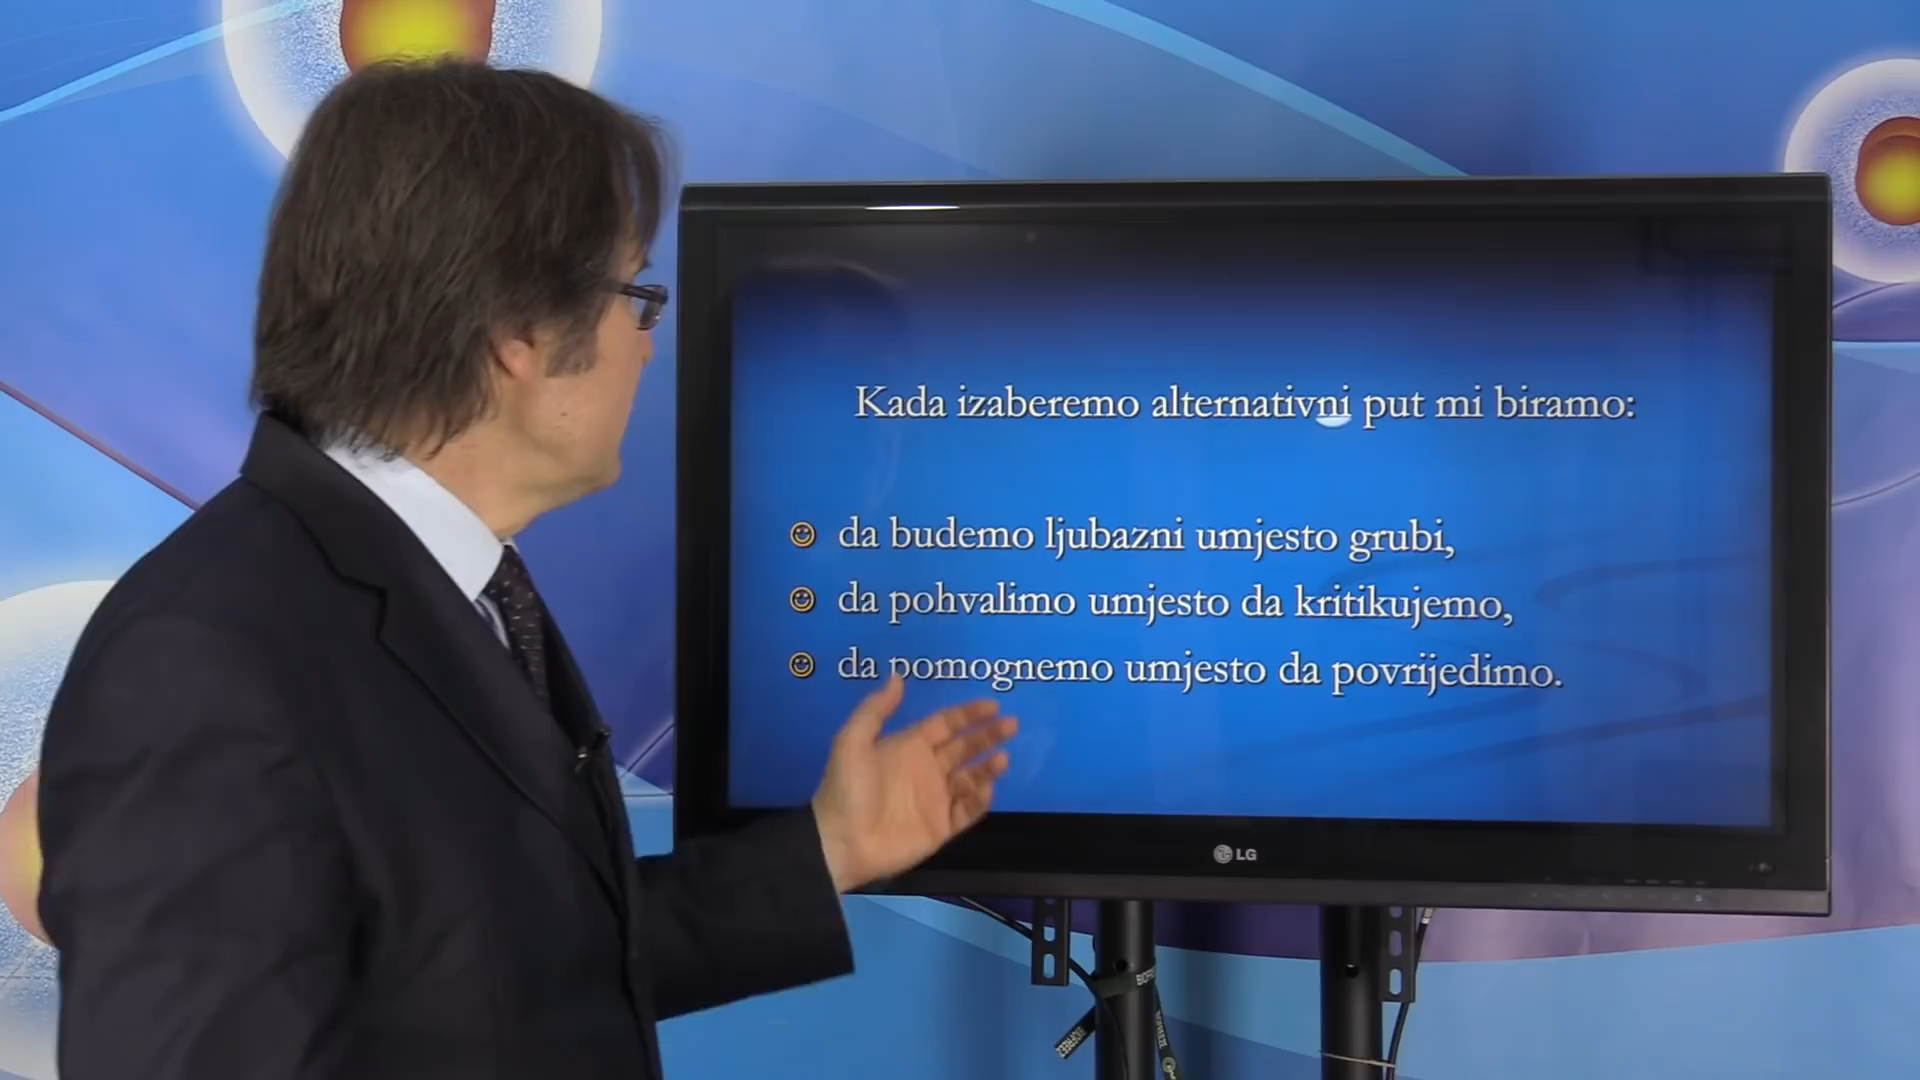 Kada izaberemo alternativni put mi biramo:
da budemo ljubazni umjesto grubi,
da pohvalimo umjesto da kritikujemo,
da pomognemo umjesto da povrijedimo.
LG